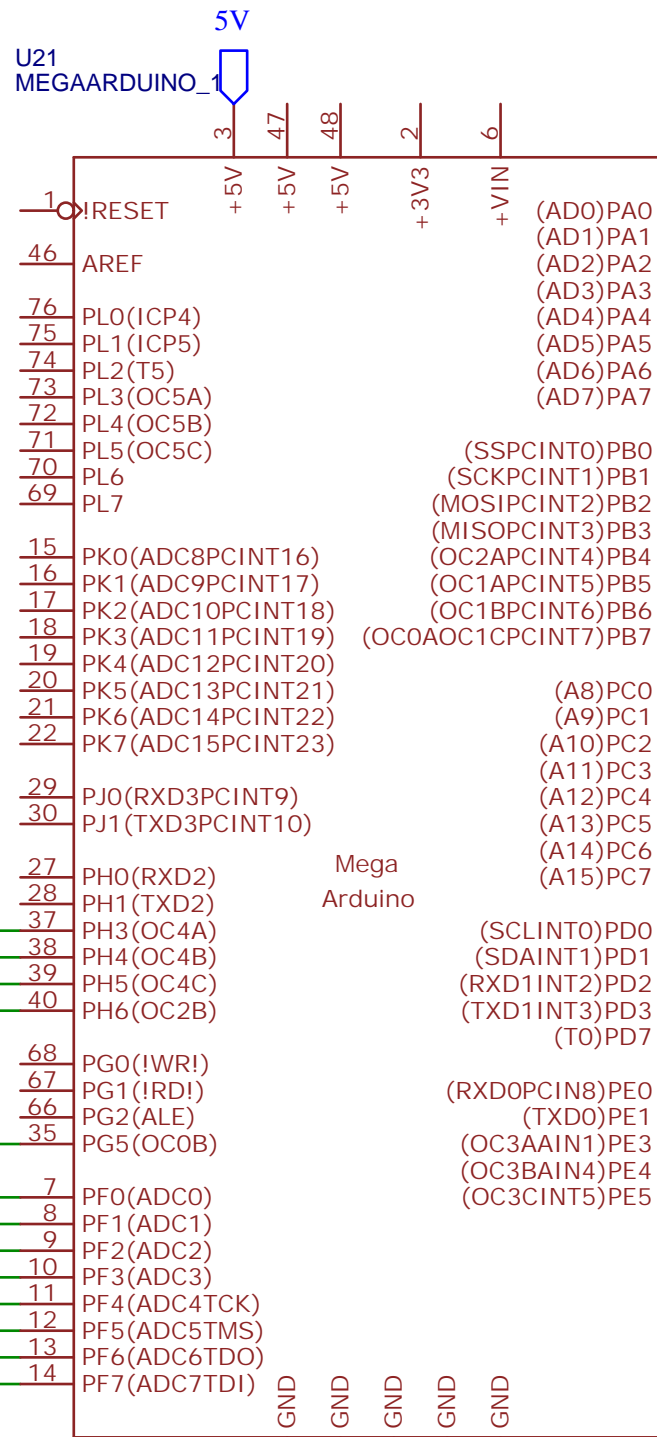 5V
U21
MEGAARDUINO_1
3
47
48
2
6
+5V
+5V
+5V
+3V3
+VIN
1 !RESET
46 AREF
76 PL0(ICP4)
75 PL1(ICP5)
74 PL2(T5)
73 PL3(OC5A)
72 PL4(OC5B)
71 PL5(OC5C)
70 PL6
69 PL7
15 PK0(ADC8PCINT16)
16 PK1(ADC9PCINT17)
17 PK2(ADC10PCINT18)
18 PK3(ADC11PCINT19)
19 PK4(ADC12PCINT20)
20 PK5(ADC13PCINT21)
21 PK6(ADC14PCINT22)
22 PK7(ADC15PCINT23)
29 PJ0(RXD3PCINT9)
30 PJ1(TXD3PCINT10)
27 PH0(RXD2)
28 PH1(TXD2)
37 PH3(OC4A)
38 PH4(OC4B)
39 PH5(OC4C)
40 PH6(OC2B)
68 PG0(!WR!)
67 PG1(!RD!)
66 PG2(ALE)
35 PG5(OC0B)
7 PF0(ADC0)
8 PF1(ADC1)
9 PF2(ADC2)
10 PF3(ADC3)
11 PF4(ADC4TCK)
12 PF5(ADC5TMS)
13 PF6(ADC6TDO)
14 PF7(ADC7TDI)
Mega
Arduino
(AD0)PA0
(AD1)PA1
(AD2)PA2
(AD3)PA3
(AD4)PA4
(AD5)PA5
(AD6)PA6
(AD7)PA7
(SSPCINT0)PB0
(SCKPCINT1)PB1
(MOSIPCINT2)PB2
(MISOPCINT3)PB3
(OC2APCINT4)PB4
(OC1APCINT5)PB5
(OC1BPCINT6)PB6
(OC0AOC1CPCINT7)PB7
(A8)PC0
(A9)PC1
(A10)PC2
(A11)PC3
(A12)PC4
(A13)PC5
(A14)PC6
(A15)PC7
(SCLINT0)PD0
(SDAINT1)PD1
(RXD1INT2)PD2
(TXD1INT3)PD3
(T0)PD7
(RXD0PCIN8)PE0
(TXD0)PE1
(OC3AAIN1)PE3
(OC3BAIN4)PE4
(OC3CINT5)PE5
GND
GND
GND
GND
GND